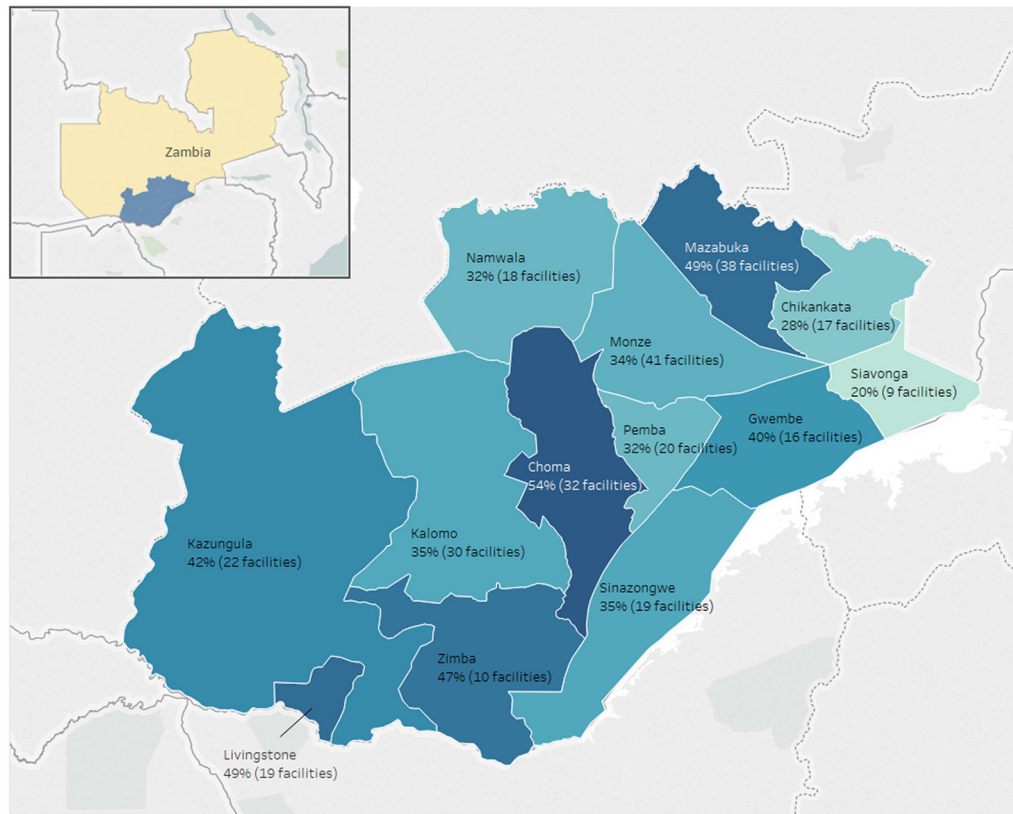 Zambia
Namwala
32% (18 facilities)
Mazabuka
49% (38 facilities)
Chikankata
28% (17 facilities)
Monze
34% (41 facilities)
Siavonga
20% (9 facilities)
Pemba
32% (20 facilities)
Gwembe
40% (16 facilities)
Choma
54% (32 facilities)
Kazungula
42% (22 facilities)
Kalomo
35% (30 facilities)
Sinazongwe
35% (19 facilities)
Zimba
47% (10 facilities)
Livingstone
49% (19 facilities)